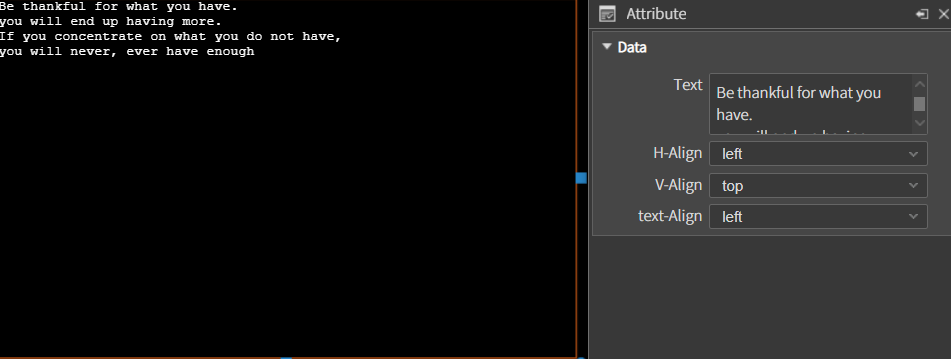 Be thankful for what you have.
you will end up having more.
If you concentrate on what you do not have,
you will never, ever have enough
Attribute
Data
Text
Be thankful for what you
have.
H-Align
left
V-Align
top
text-Align
left